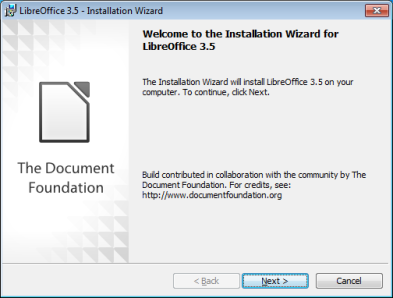 LibreOffice 3.5 - Installation Wizard
Welcome to the Installation Wizard for
LibreOffice 3.5
The Installation Wizard will install LibreOffice 3.5 on your
computer. To continue, click Next.
The Document
Foundation
Build contributed in collaboration with the community by The
Document Foundation. For credits, see:
http://www.documentfoundation.org
< Back
Next >
Cancel